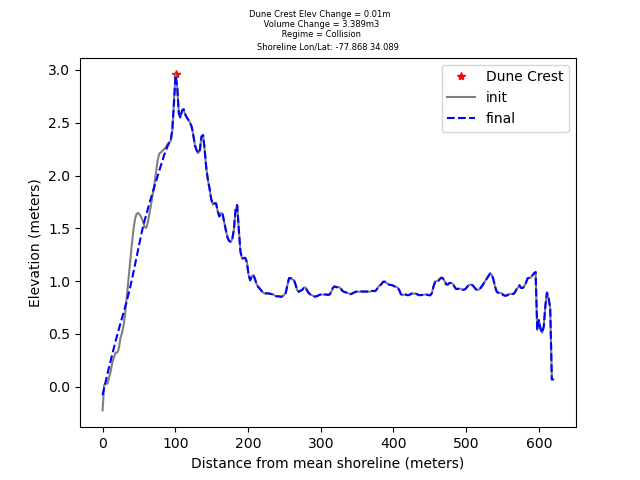 Dune Crest Elev Change = 0.01m
Volume Change = 3.389m3
Regime = Collision
Shoreline Lon/Lat: -77.868 34.089
Dune Crest
init
final
3.0
2.5
2.0
1.5
1.0
0.5
0.0
Elevation (meters)
0 100 200 300 400 500 600
Distance from mean shoreline (meters)